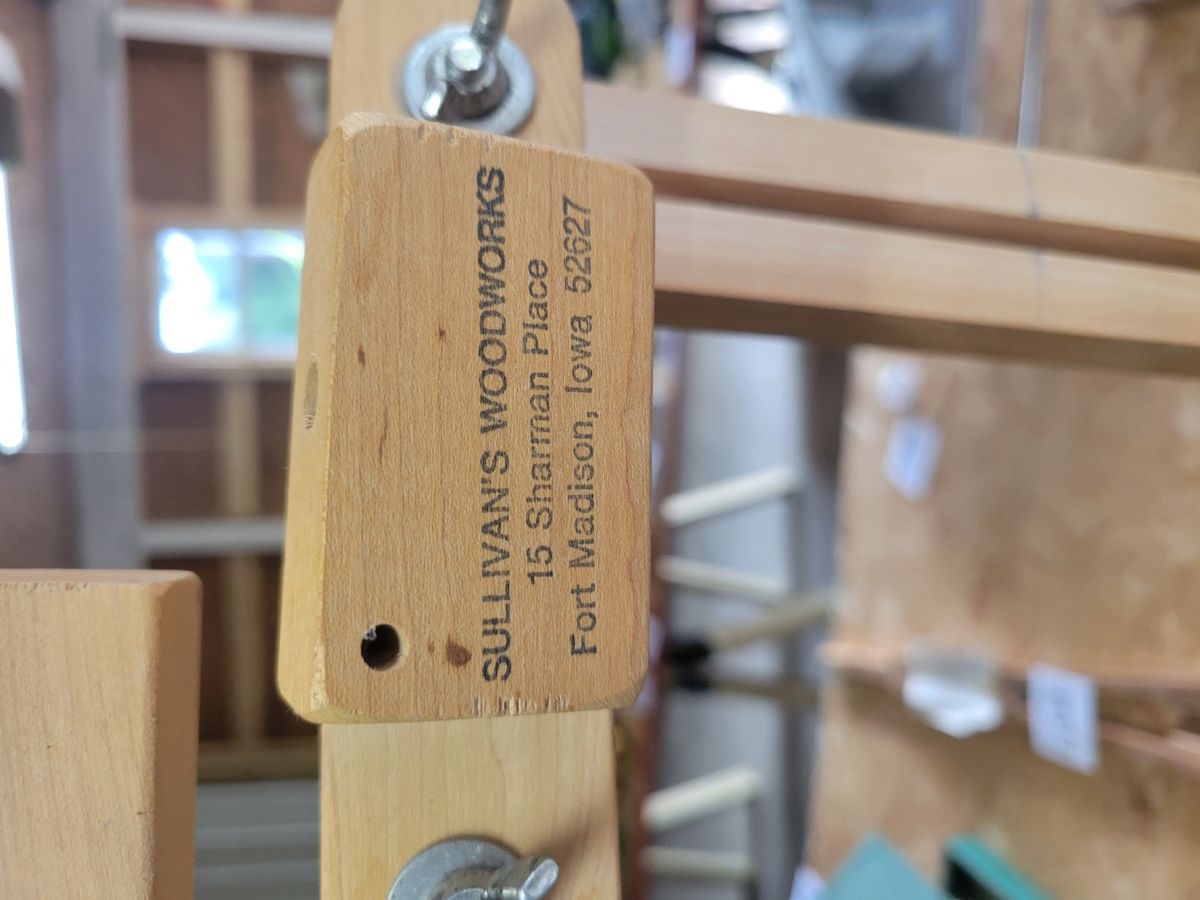 SULLIVAN'S WOODWORKS
15 Sharman Place
Fort Madison, Iowa 52627